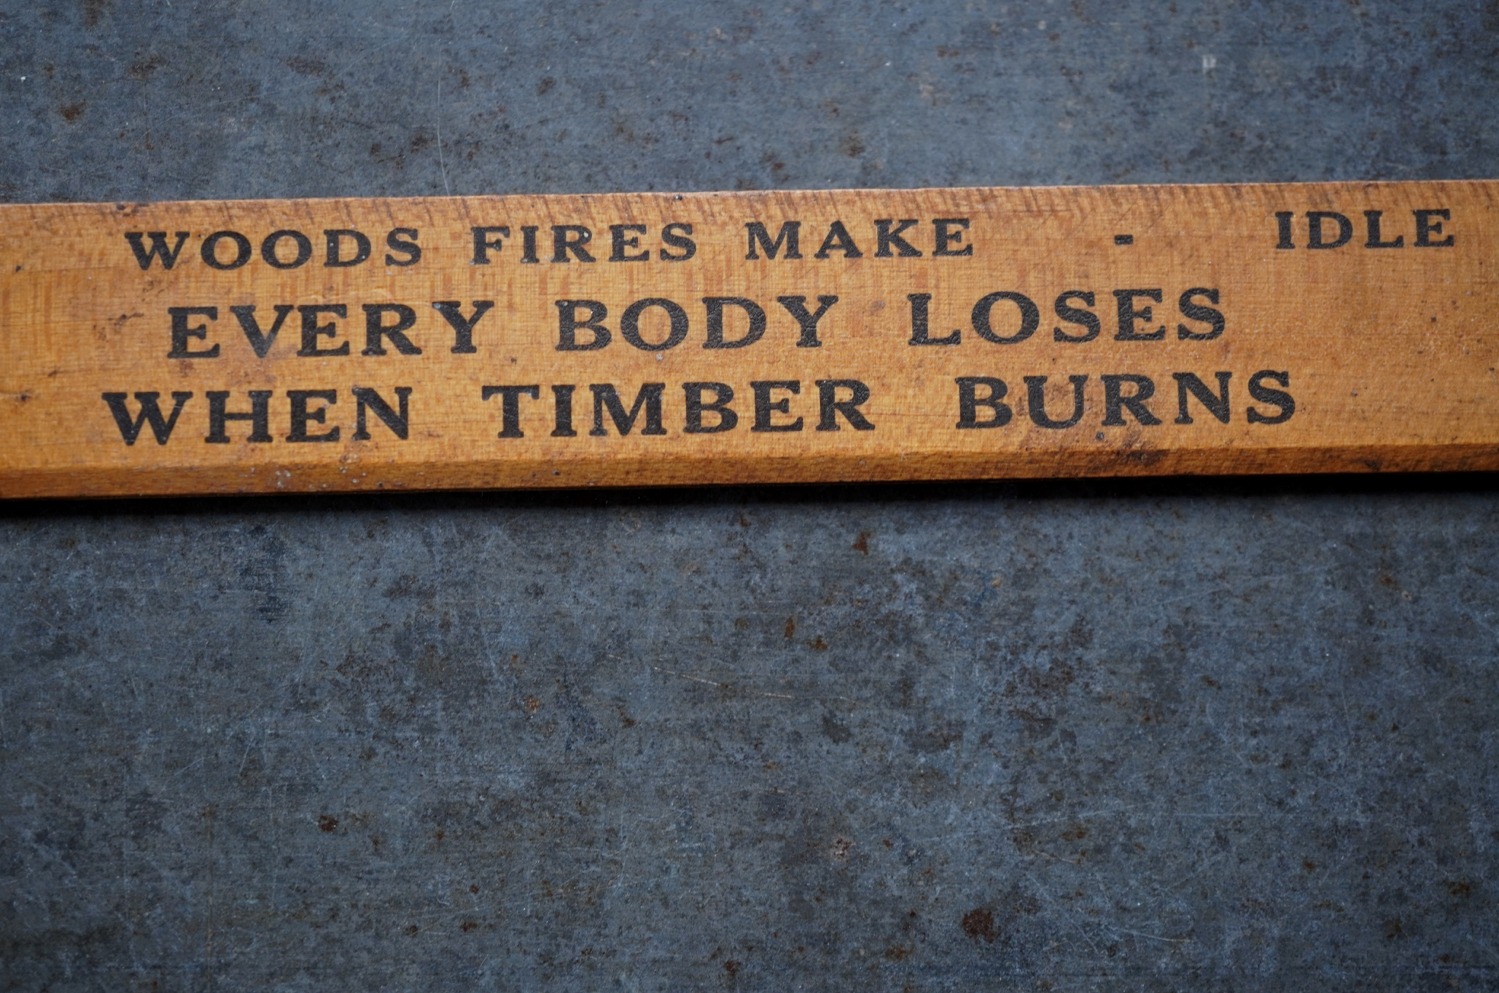 WOODS FIRES MAKE - IDLE
EVERY BODY LOSES
WHEN TIMBER BURNS